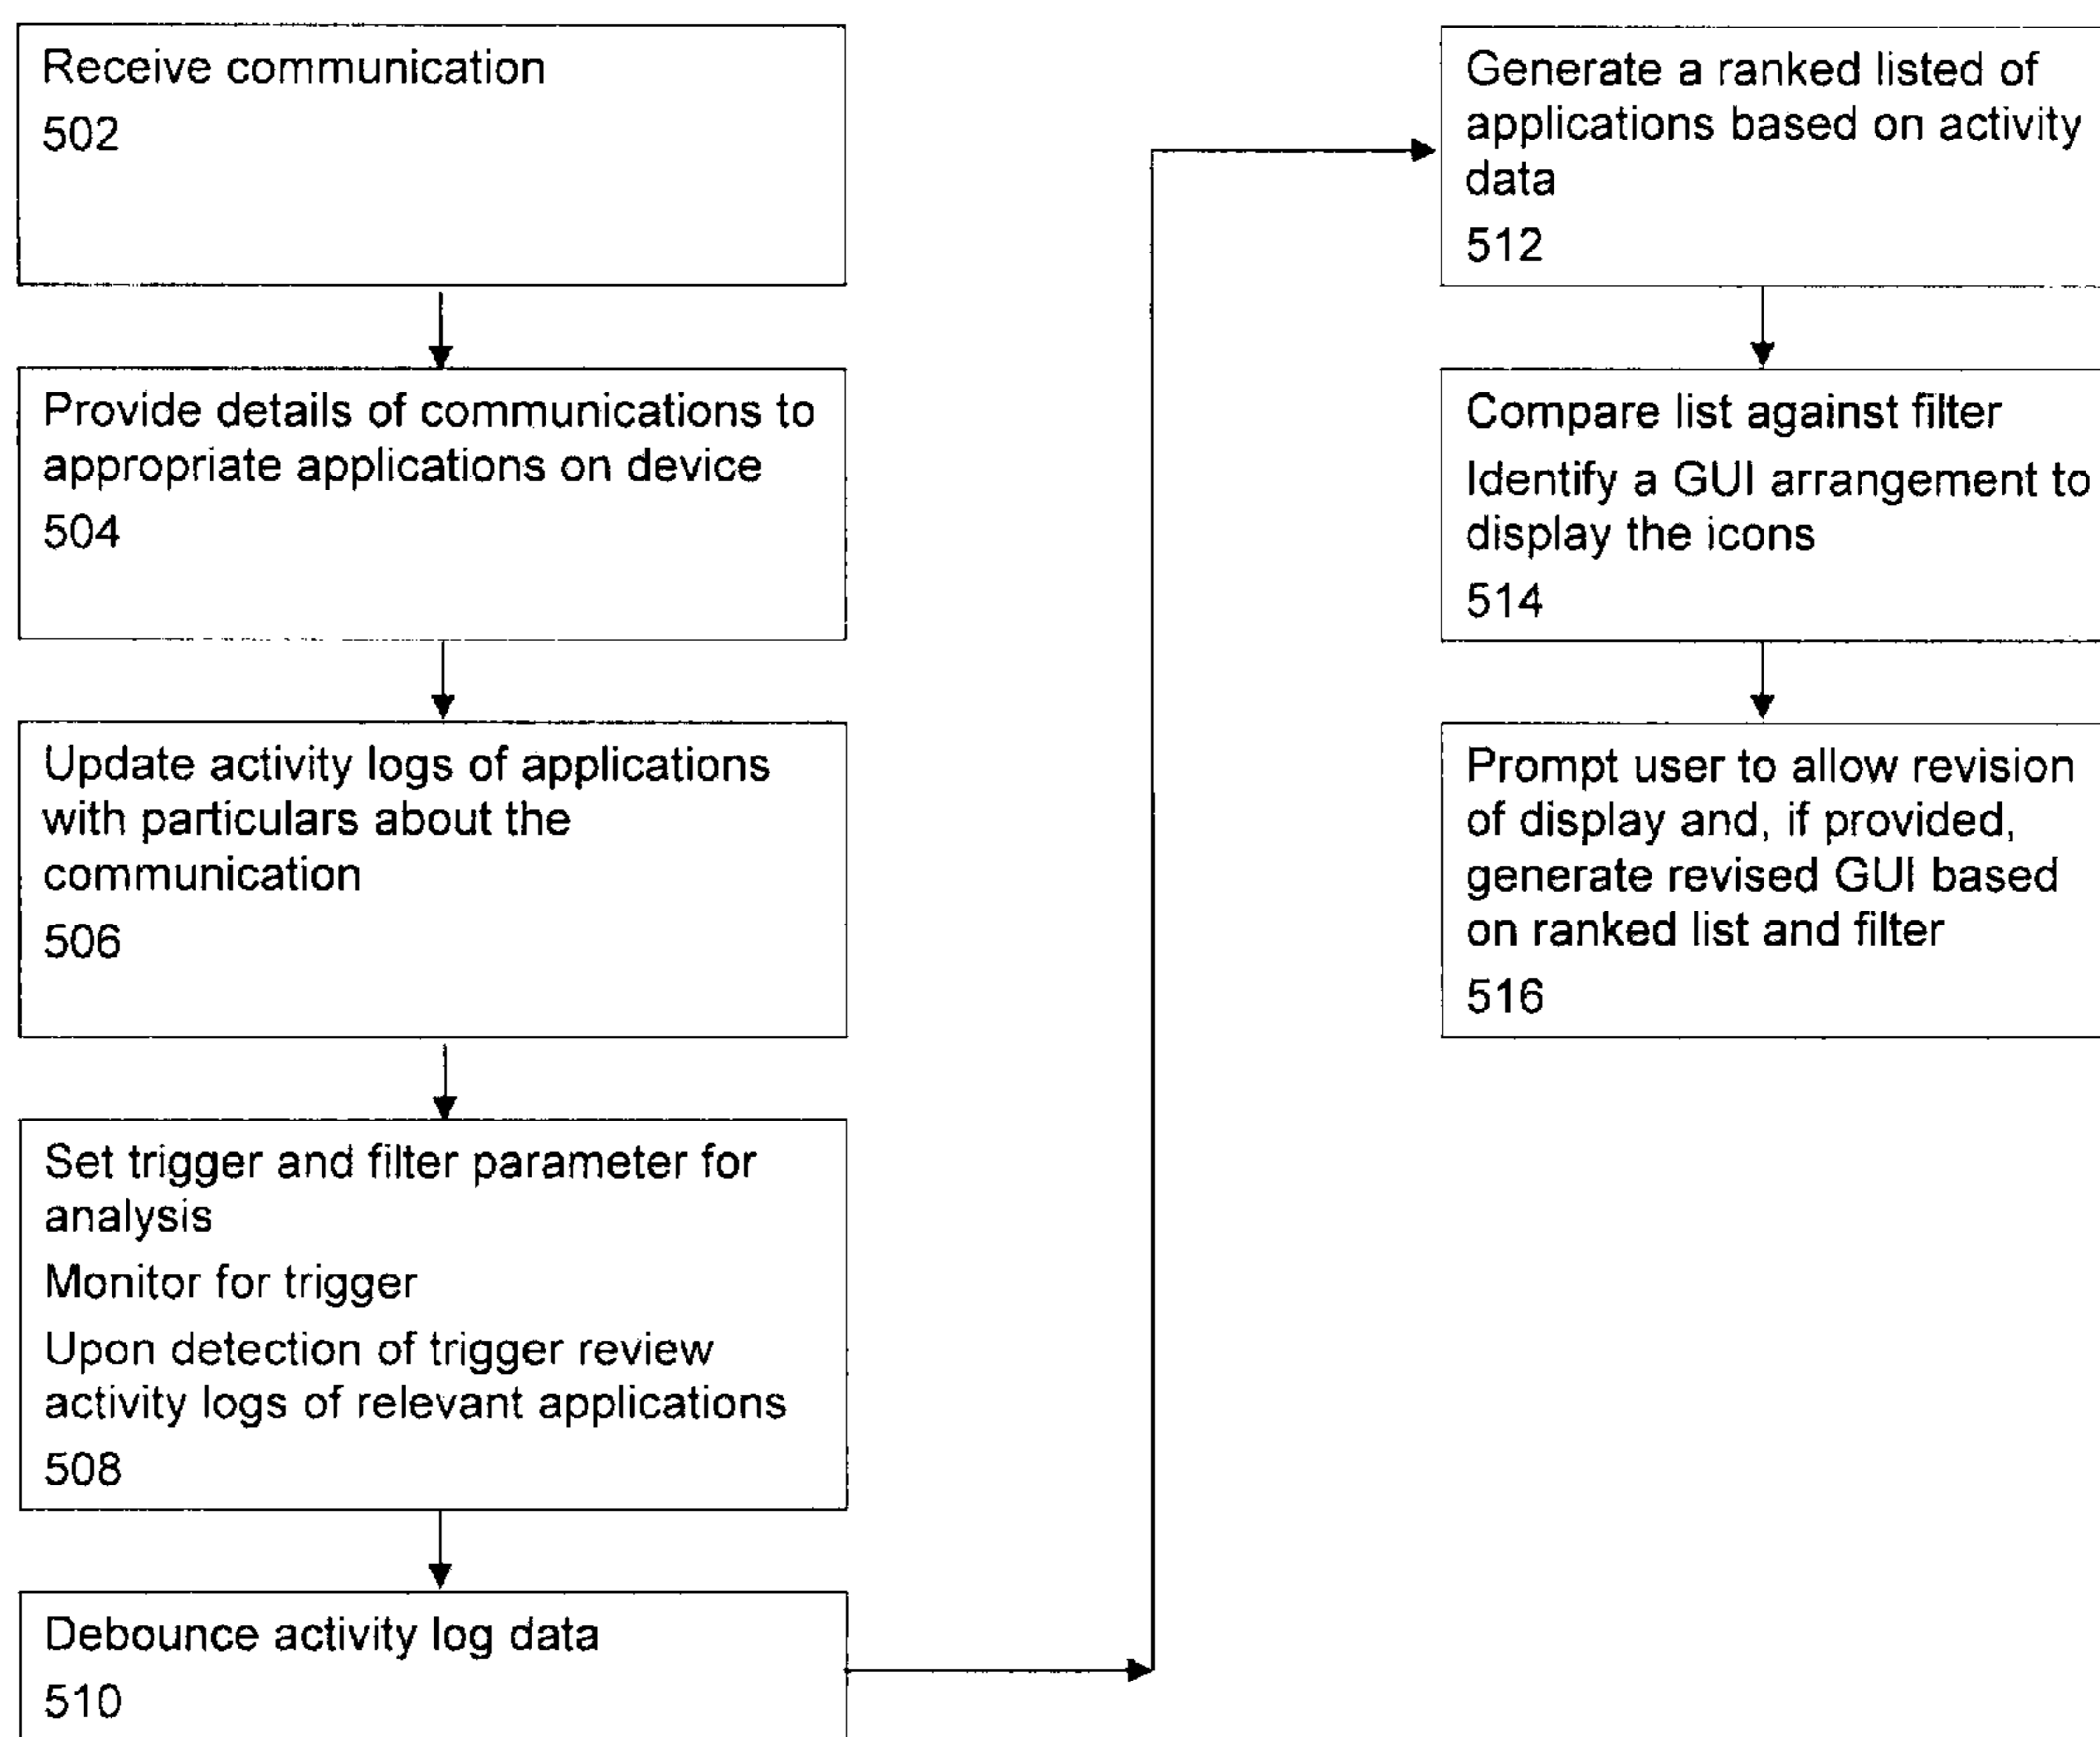 Receive communication
502
Provide details of communications to
appropriate applications on device
504
Update activity logs of applications
with particulars about the
communication
506
Set trigger and filter parameter for
analysis
Monitor for trigger
Upon detection of trigger review
activity logs of relevant applications
508
Debounce activity log data
510
Generate a ranked listed of
applications based on activity
data
512
Compare list against filter
Identify a GUI arrangement to
display the icons
514
Prompt user to allow revision
of display and, if provided,
generate revised GUI based
on ranked list and filter
516